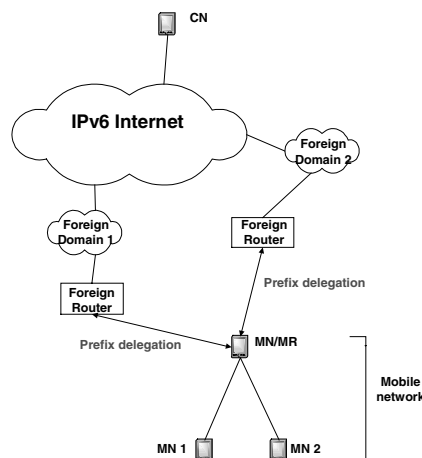 CN
IPv6 Internet
Foreign
Domain 2
Foreign
Domain 1
Foreign
Router
Prefix delegation
Foreign
Router
Prefix delegation
MN/MR
Mobile
network
MN 1
MN 2